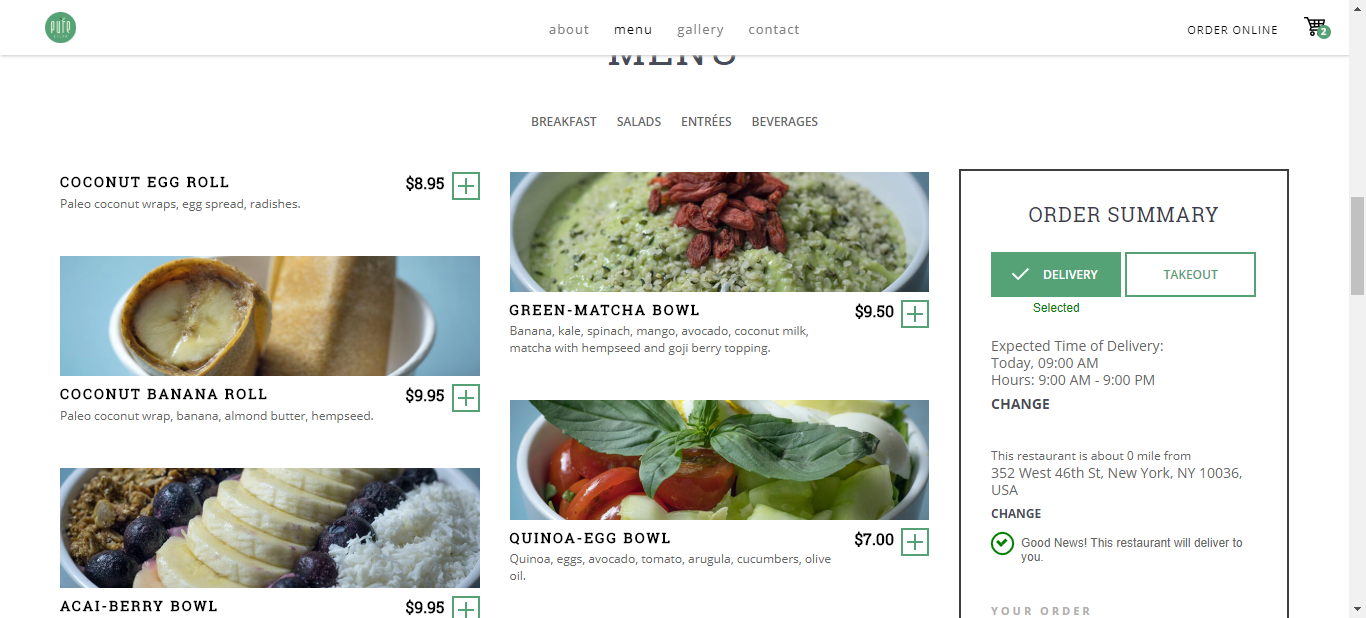 PUFP
about menu gallery contact
ORDER ONLINE
2
MENU
BREAKFAST SALADS ENTRÉES BEVERAGES
COCONUT EGG ROLL $8.95
Paleo coconut wraps, egg spread, radishes.
COCONUT BANANA ROLL $9.95
Paleo coconut wrap, banana, almond butter, hempseed.
ACAI-BERRY BOWL $9.95
GREEN-MATCHA BOWL $9.50
Banana, kale, spinach, mango, avocado, coconut milk,
matcha with hempseed and goji berry topping.
QUINOA-EGG BOWL $7.00
Quinoa, eggs, avocado, tomato, arugula, cucumbers, olive
oil.
ORDER SUMMARY
DELIVERY TAKEOUT
Selected
Expected Time of Delivery:
Today, 09:00 AM
Hours: 9:00 AM - 9:00 PM
CHANGE
This restaurant is about 0 mile from
352 West 46th St, New York, NY 10036,
USA
CHANGE
Good News! This restaurant will deliver to
you.
YOUR ORDER